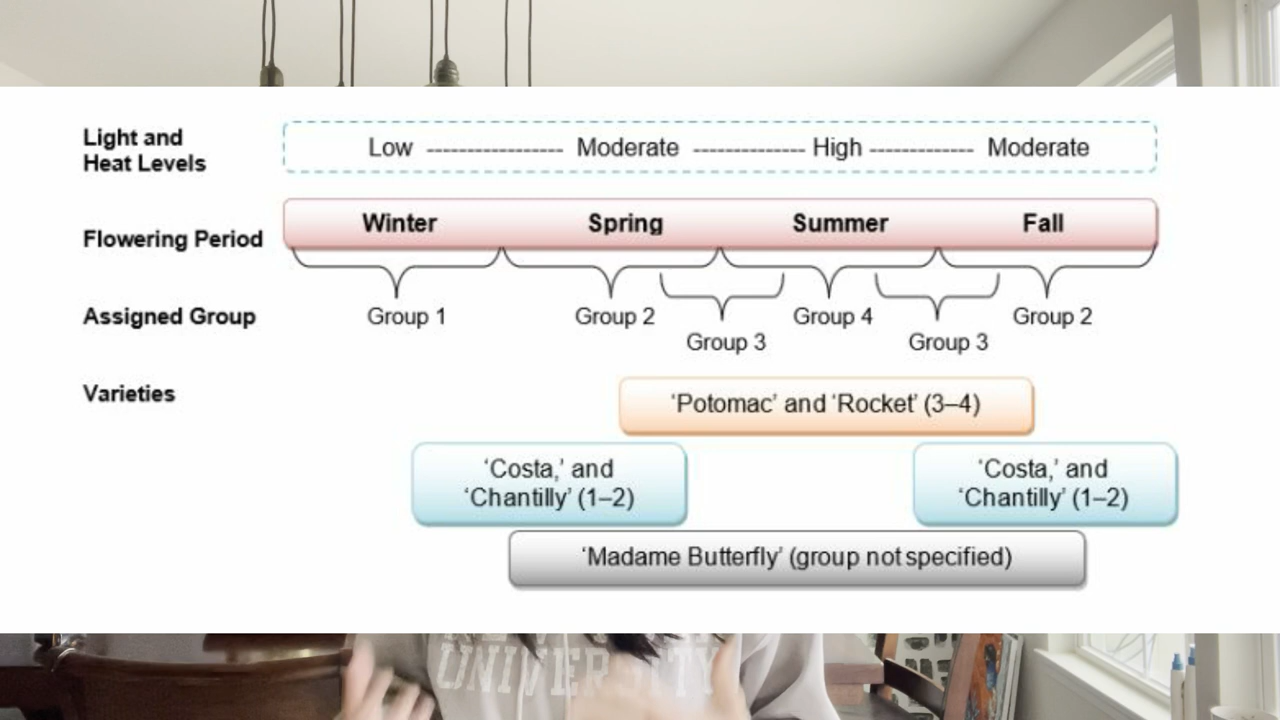 Light and
Heat Levels
Low ----------------- Moderate -------------- High ------------- Moderate
Flowering Period
Winter Spring Summer Fall
Assigned Group
Group 1 Group 2 Group 4 Group 2
Group 3 Group 3
Varieties
‘Potomac’ and ‘Rocket’ (3–4)
‘Costa,’ and
‘Chantilly’ (1–2)
‘Costa,’ and
‘Chantilly’ (1–2)
‘Madame Butterfly’ (group not specified)
UNIVERSITY